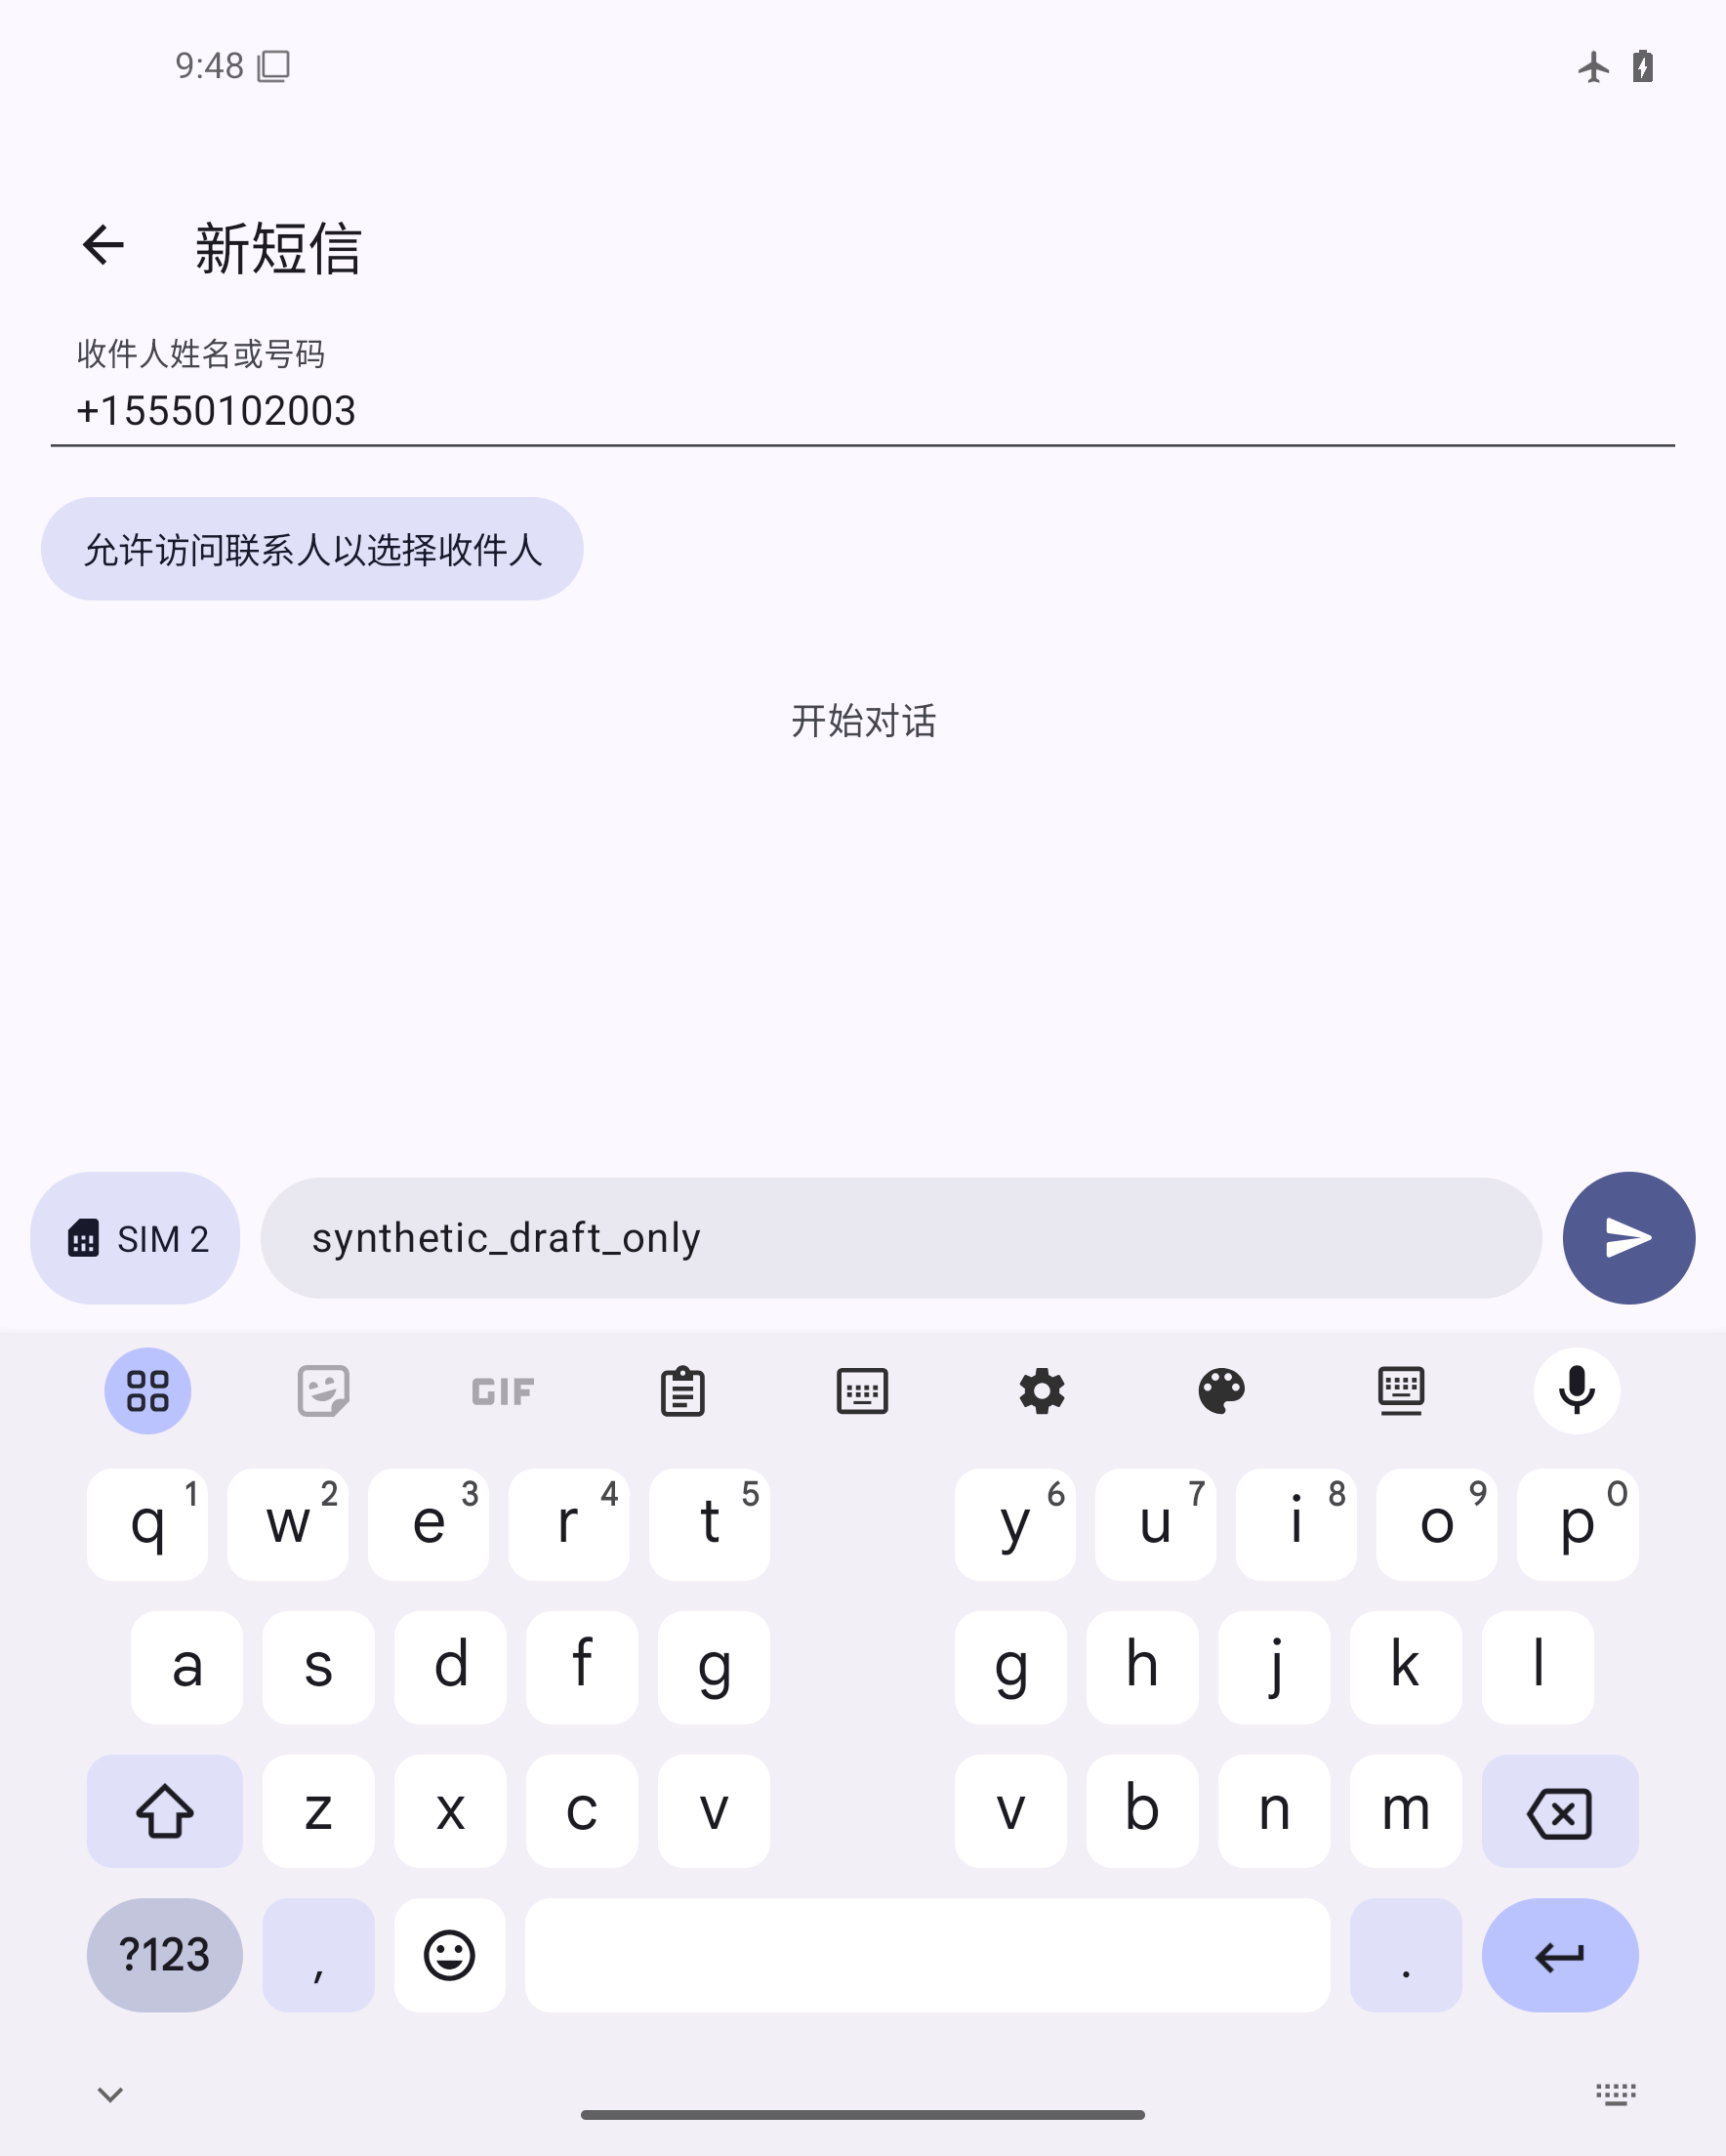 9:48
新短信
收件人姓名或号码
+15550102003
允许访问联系人以选择收件人
开始对话
SIM 2
synthetic_draft_only
GIF
q 1 w 2 e 3 r 4 t 5 y 6 u 7 i 8 o 9 p 0
a s d f g g h j k l
z x c v v b n m
?123 , .